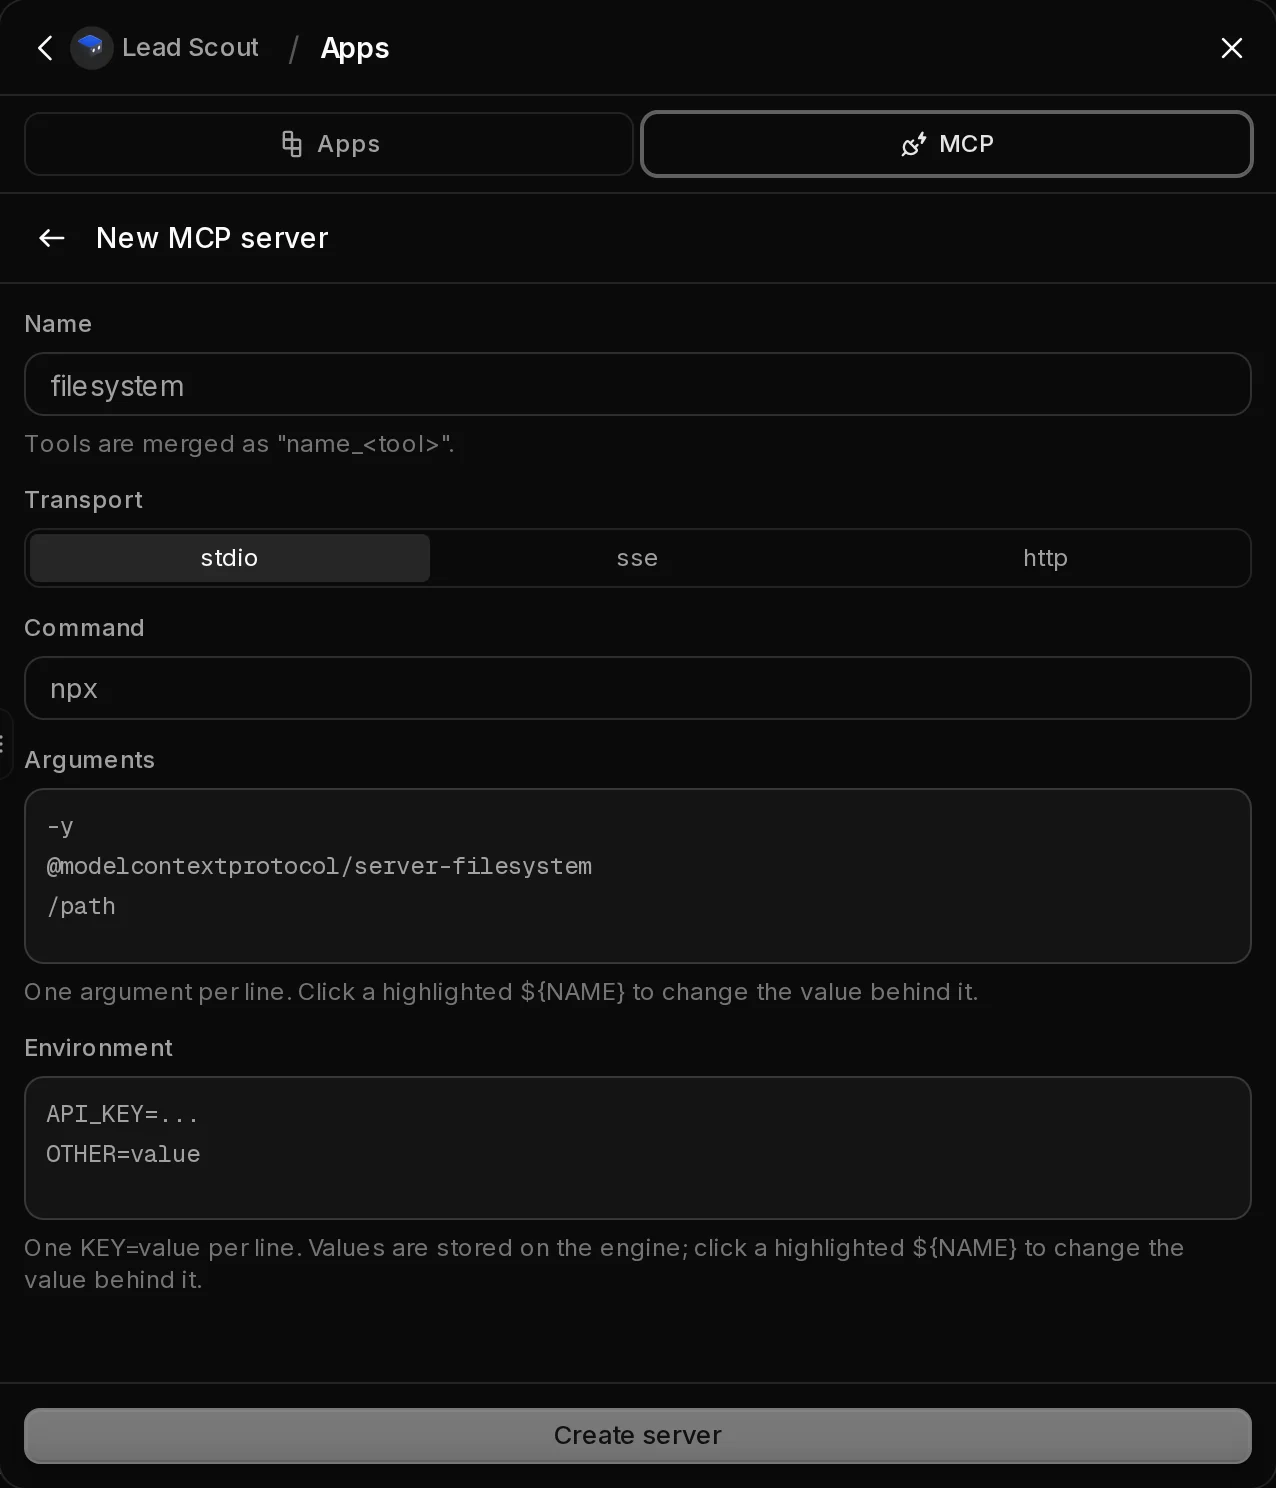 Lead Scout / Apps
Apps
MCP
New MCP server
Name
filesystem
Tools are merged as "name_<tool>".
Transport
stdio
sse
http
Command
npx
Arguments
-y
@modelcontextprotocol/server-filesystem
/path
One argument per line. Click a highlighted ${NAME} to change the value behind it.
Environment
API_KEY=...
OTHER=value
One KEY=value per line. Values are stored on the engine; click a highlighted ${NAME} to change the
value behind it.
Create server